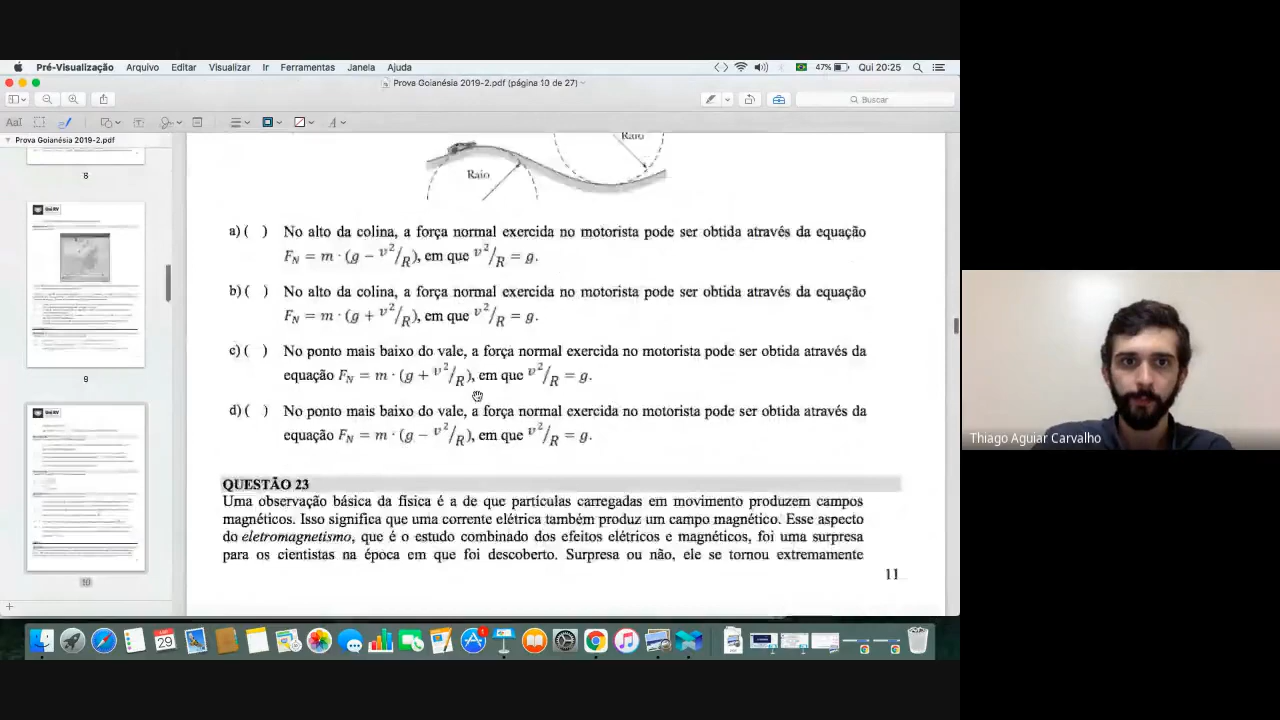 Pré-Visualização Arquivo Editar Visualizar Ir Ferramentas Janela Ajuda 47% Qui 20:25
Prova Goianésia 2019-2.pdf (página 10 de 27)
Buscar
Prova Goianésia 2019-2.pdf
8
9
10
Raio
Raio
a) ( ) No alto da colina, a força normal exercida no motorista pode ser obtida através da equação
F_N = m · (g − v²/R), em que v²/R = g.
b) ( ) No alto da colina, a força normal exercida no motorista pode ser obtida através da equação
F_N = m · (g + v²/R), em que v²/R = g.
c) ( ) No ponto mais baixo do vale, a força normal exercida no motorista pode ser obtida através da
equação F_N = m · (g + v²/R), em que v²/R = g.
d) ( ) No ponto mais baixo do vale, a força normal exercida no motorista pode ser obtida através da
equação F_N = m · (g − v²/R), em que v²/R = g.
QUESTÃO 23
Uma observação básica da física é a de que partículas carregadas em movimento produzem campos
magnéticos. Isso significa que uma corrente elétrica também produz um campo magnético. Esse aspecto
do eletromagnetismo, que é o estudo combinado dos efeitos elétricos e magnéticos, foi uma surpresa
para os cientistas na época em que foi descoberto. Surpresa ou não, ele se tornou extremamente
11
Thiago Aguiar Carvalho
29
1